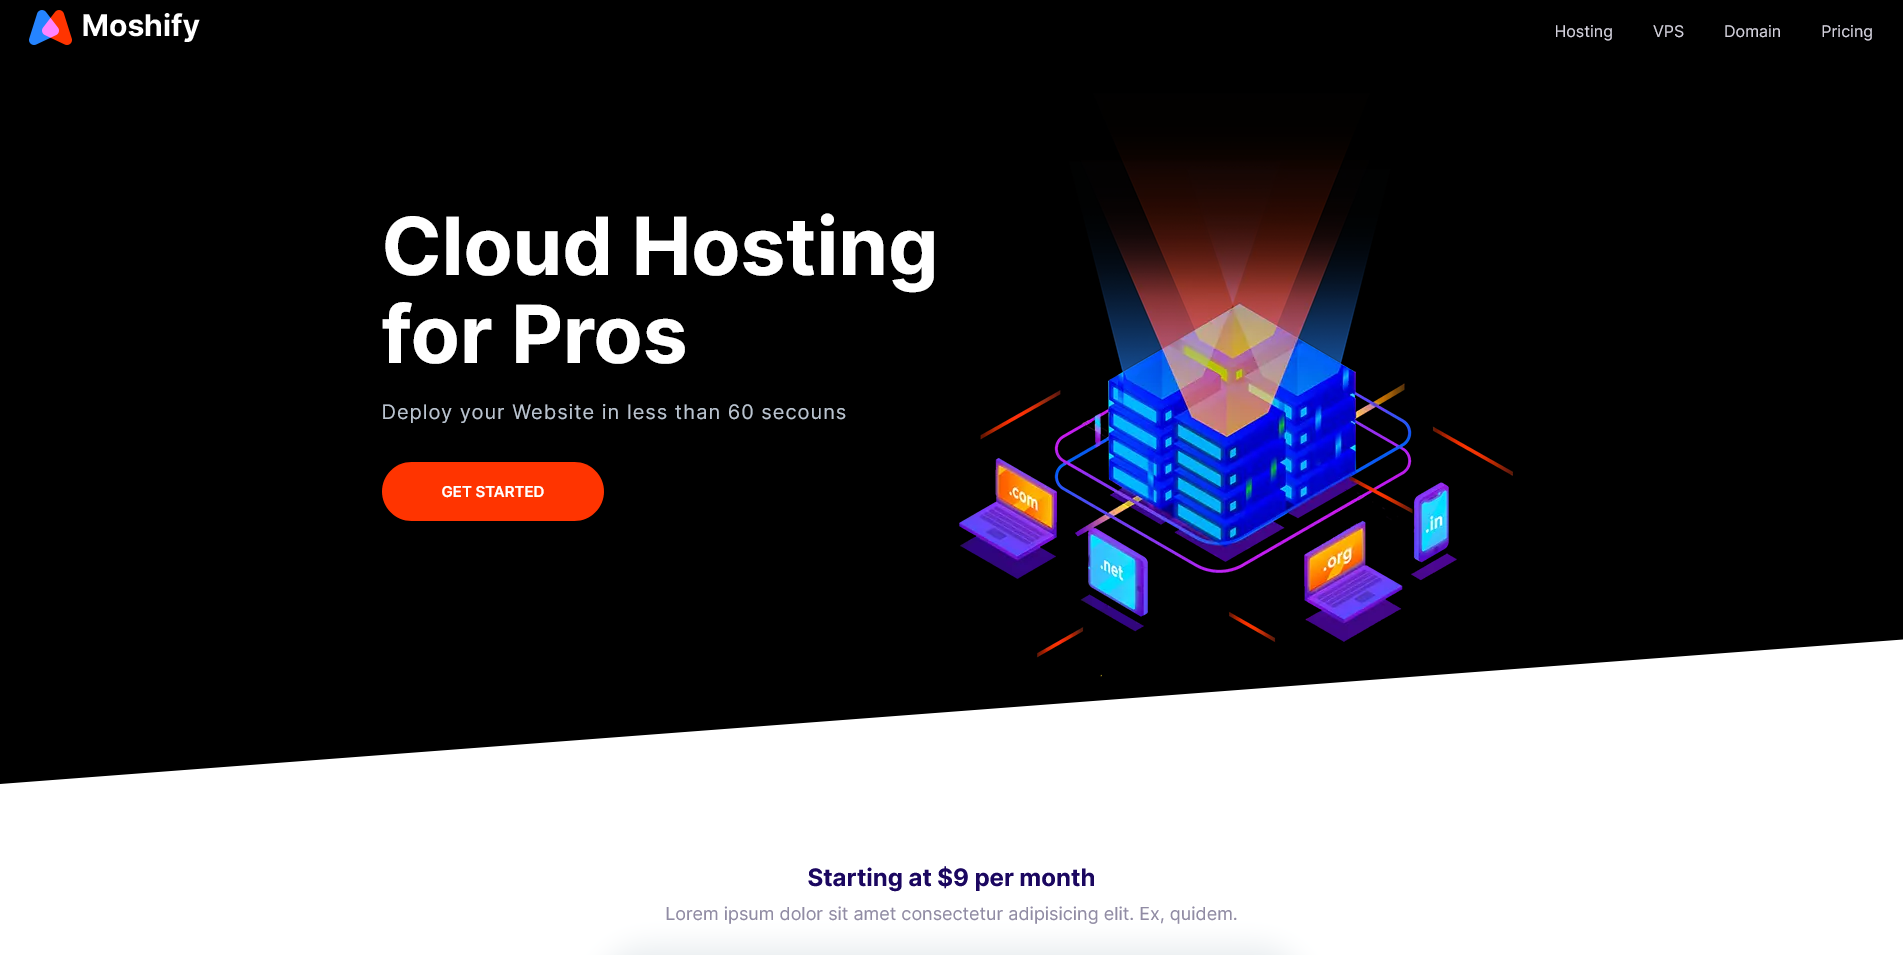 Moshify
Hosting VPS Domain Pricing
Cloud Hosting
for Pros
Deploy your Website in less than 60 secouns
GET STARTED
.com
.net
.org
.in
Starting at $9 per month
Lorem ipsum dolor sit amet consectetur adipisicing elit. Ex, quidem.